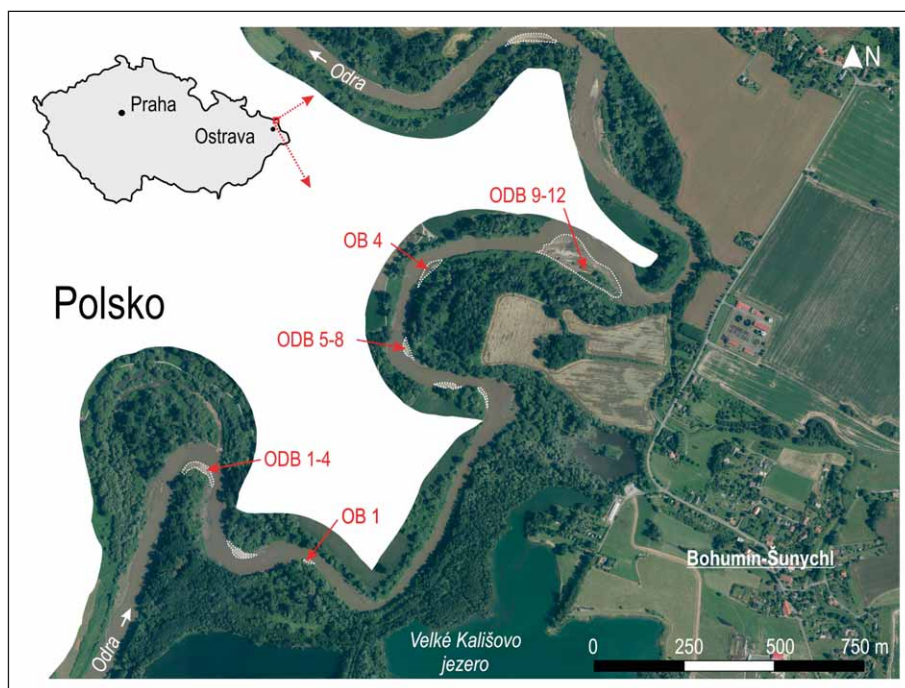 Praha
Ostrava
Odra
N
ODB 9-12
OB 4
Polsko
ODB 5-8
ODB 1-4
OB 1
Bohumín-Šunychl
Odra
Velké Kališovo
jezero
0 250 500 750 m